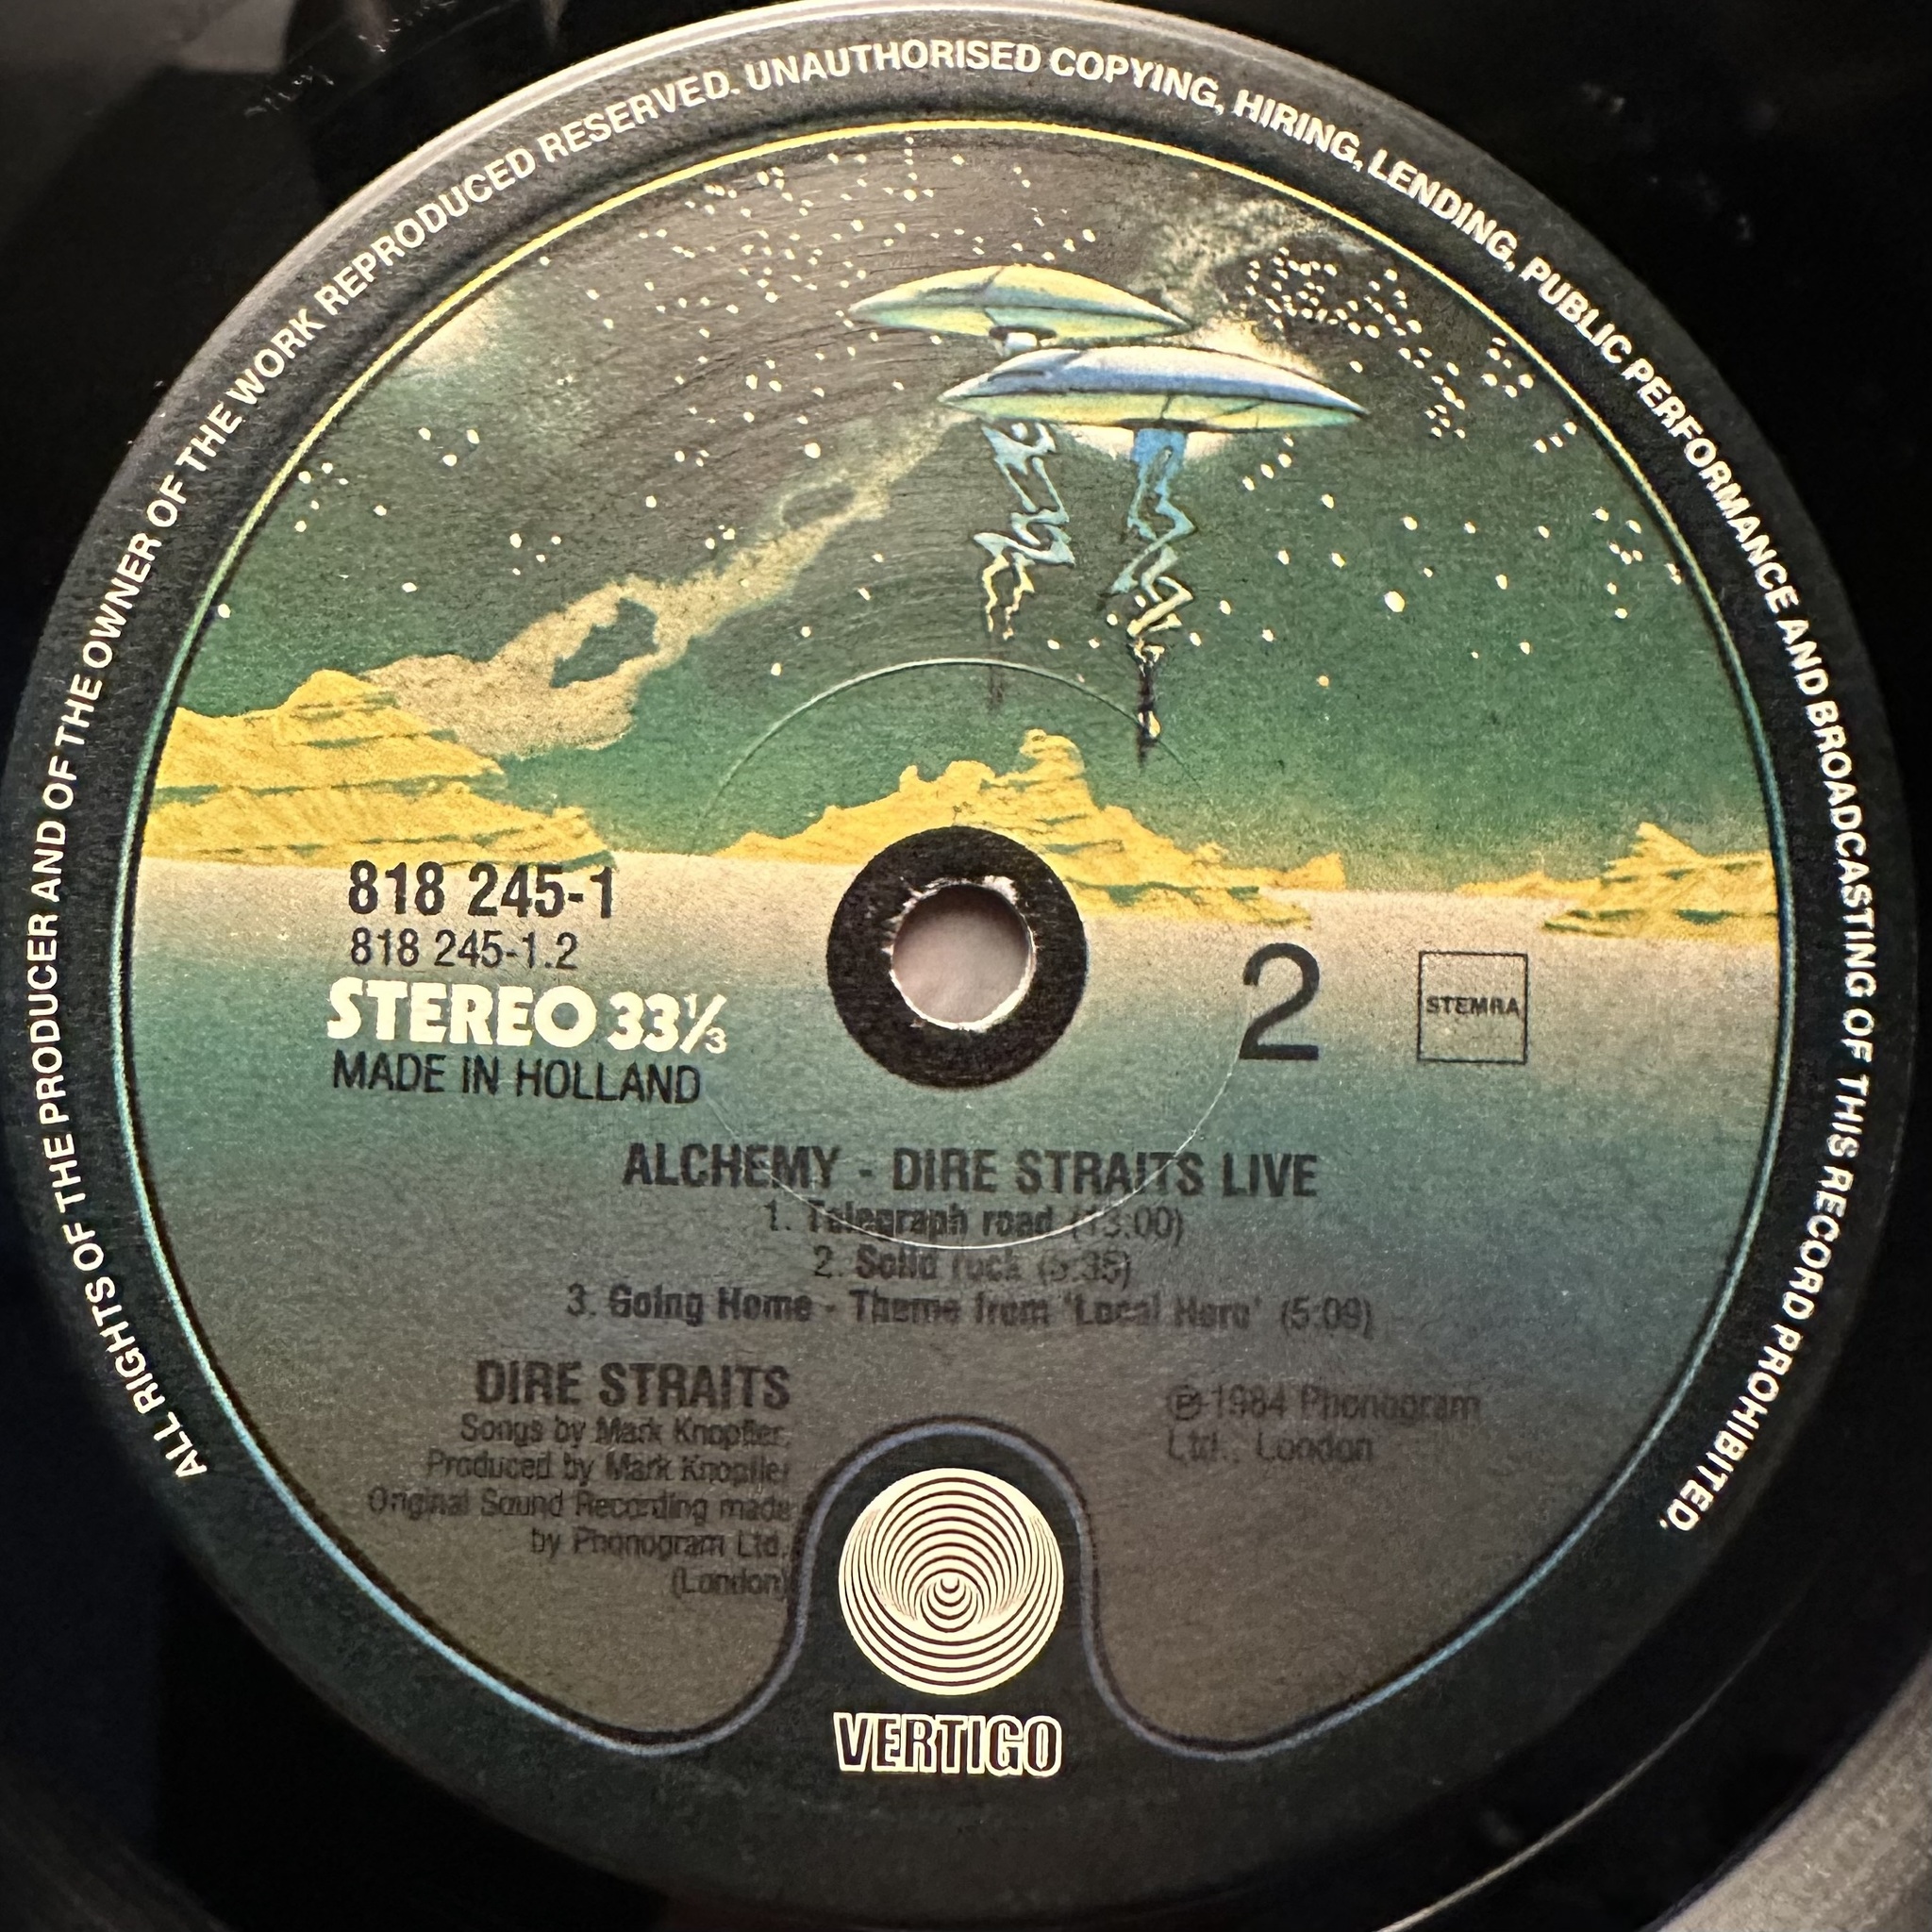 ALL RIGHTS OF THE PRODUCER AND OF THE OWNER OF THE WORK REPRODUCED RESERVED. UNAUTHORISED COPYING, HIRING, LENDING, PUBLIC PERFORMANCE AND BROADCASTING OF THIS RECORD PROHIBITED.
818 245-1
818 245-1.2
STEREO 33⅓
MADE IN HOLLAND
2
STEMRA
ALCHEMY - DIRE STRAITS LIVE
1. Telegraph road (13:00)
2. Solid rock (5:35)
3. Going Home - Theme from 'Local Hero' (5:09)
DIRE STRAITS
Songs by Mark Knopfler,
Produced by Mark Knopfler
Original Sound Recording made
by Phonogram Ltd.,
(London)
℗ 1984 Phonogram
Ltd., London
VERTIGO